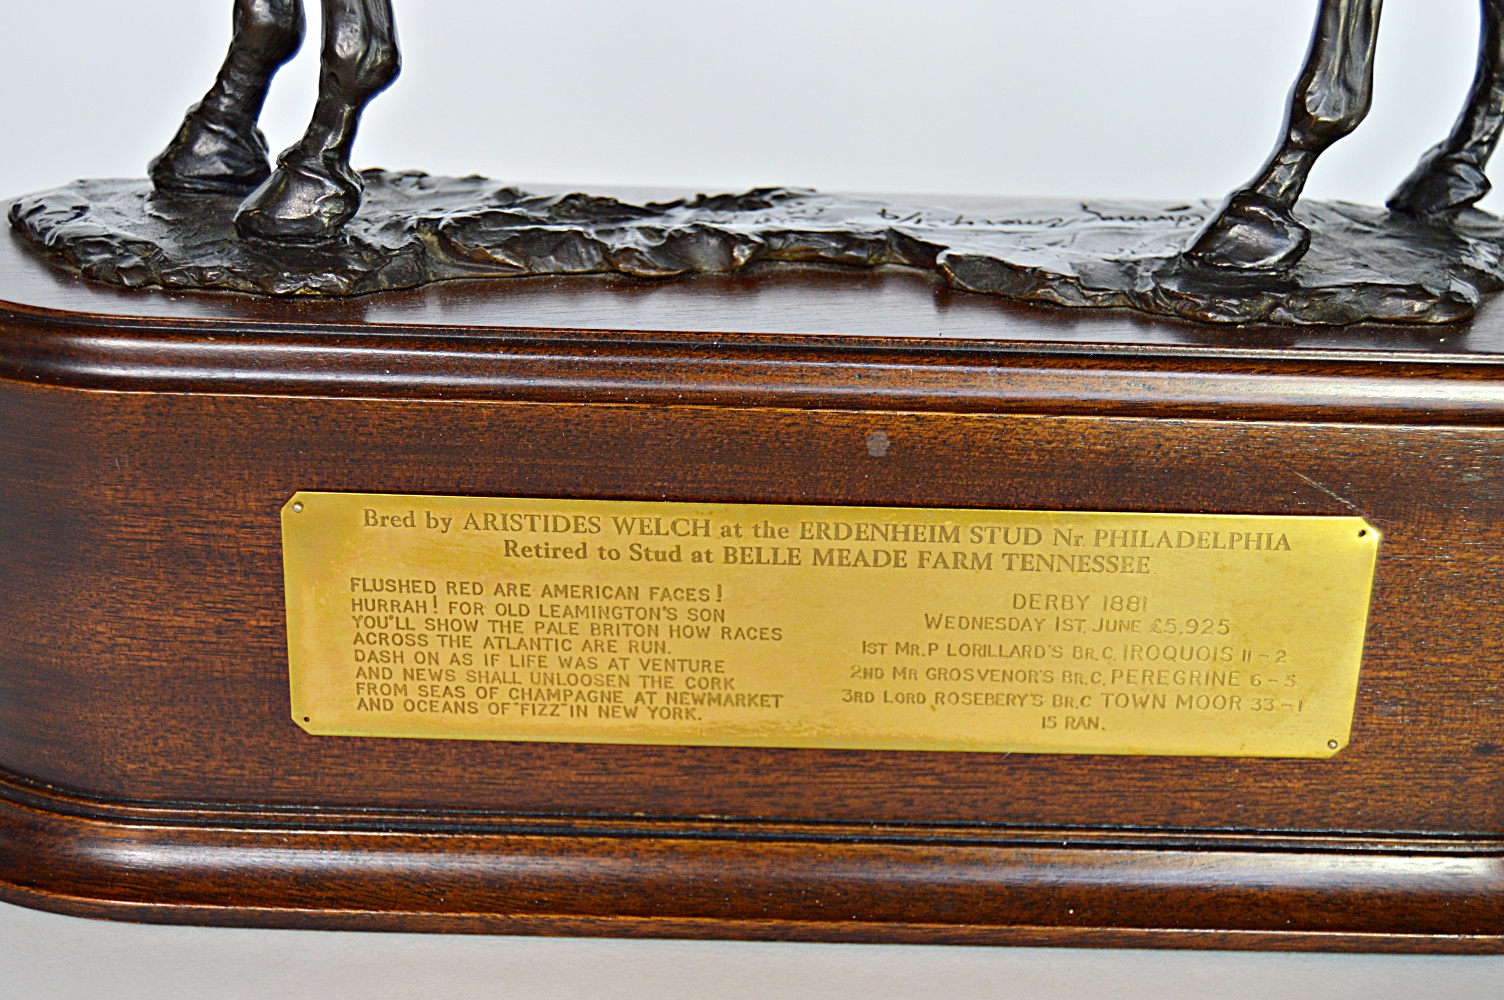 Bred by ARISTIDES WELCH at the ERDENHEIM STUD Nr. PHILADELPHIA
Retired to Stud at BELLE MEADE FARM TENNESSEE
FLUSHED RED ARE AMERICAN FACES!
HURRAH! FOR OLD LEAMINGTON'S SON
YOU'LL SHOW THE PALE BRITON HOW RACES
ACROSS THE ATLANTIC ARE RUN.
DASH ON AS IF LIFE WAS AT VENTURE
AND NEWS SHALL UNLOOSEN THE CORK
FROM SEAS OF CHAMPAGNE AT NEWMARKET
AND OCEANS OF "FIZZ" IN NEW YORK.
DERBY 1881
WEDNESDAY 1ST. JUNE £5,925
1ST MR. P LORILLARD'S BR. C. IROQUOIS 11-2
2ND MR GROSVENOR'S BR. C. PEREGRINE 6-5
3RD LORD ROSEBERY'S BR. C TOWN MOOR 33-1
15 RAN.